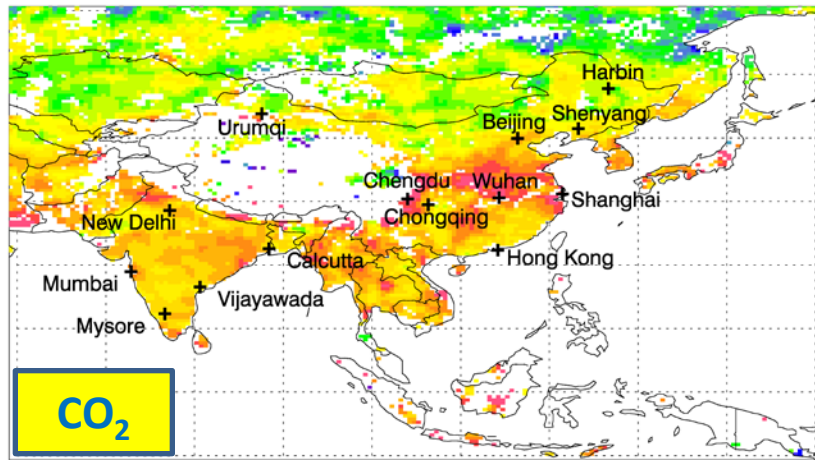 Harbin
Urumqi
Beijing
Shenyang
Chengdu
Wuhan
Shanghai
Chongqing
New Delhi
Hong Kong
Calcutta
Mumbai
Vijayawada
Mysore
CO₂